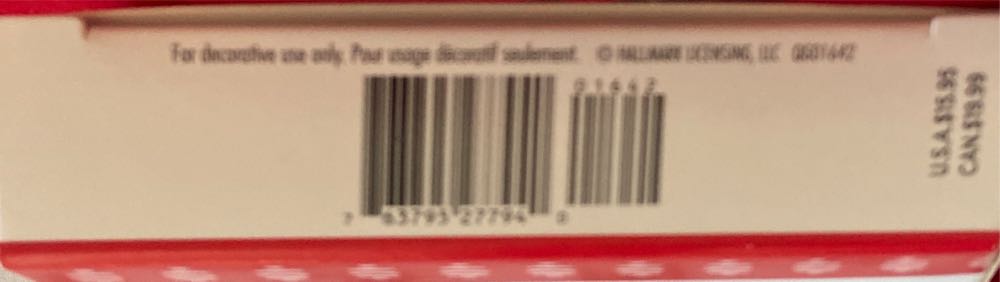 For decorative use only. Pour usage décoratif seulement. © HALLMARK LICENSING, LLC QGO1642
01642
7 63795 27794 0
U.S.A.$15.95
CAN.$19.99